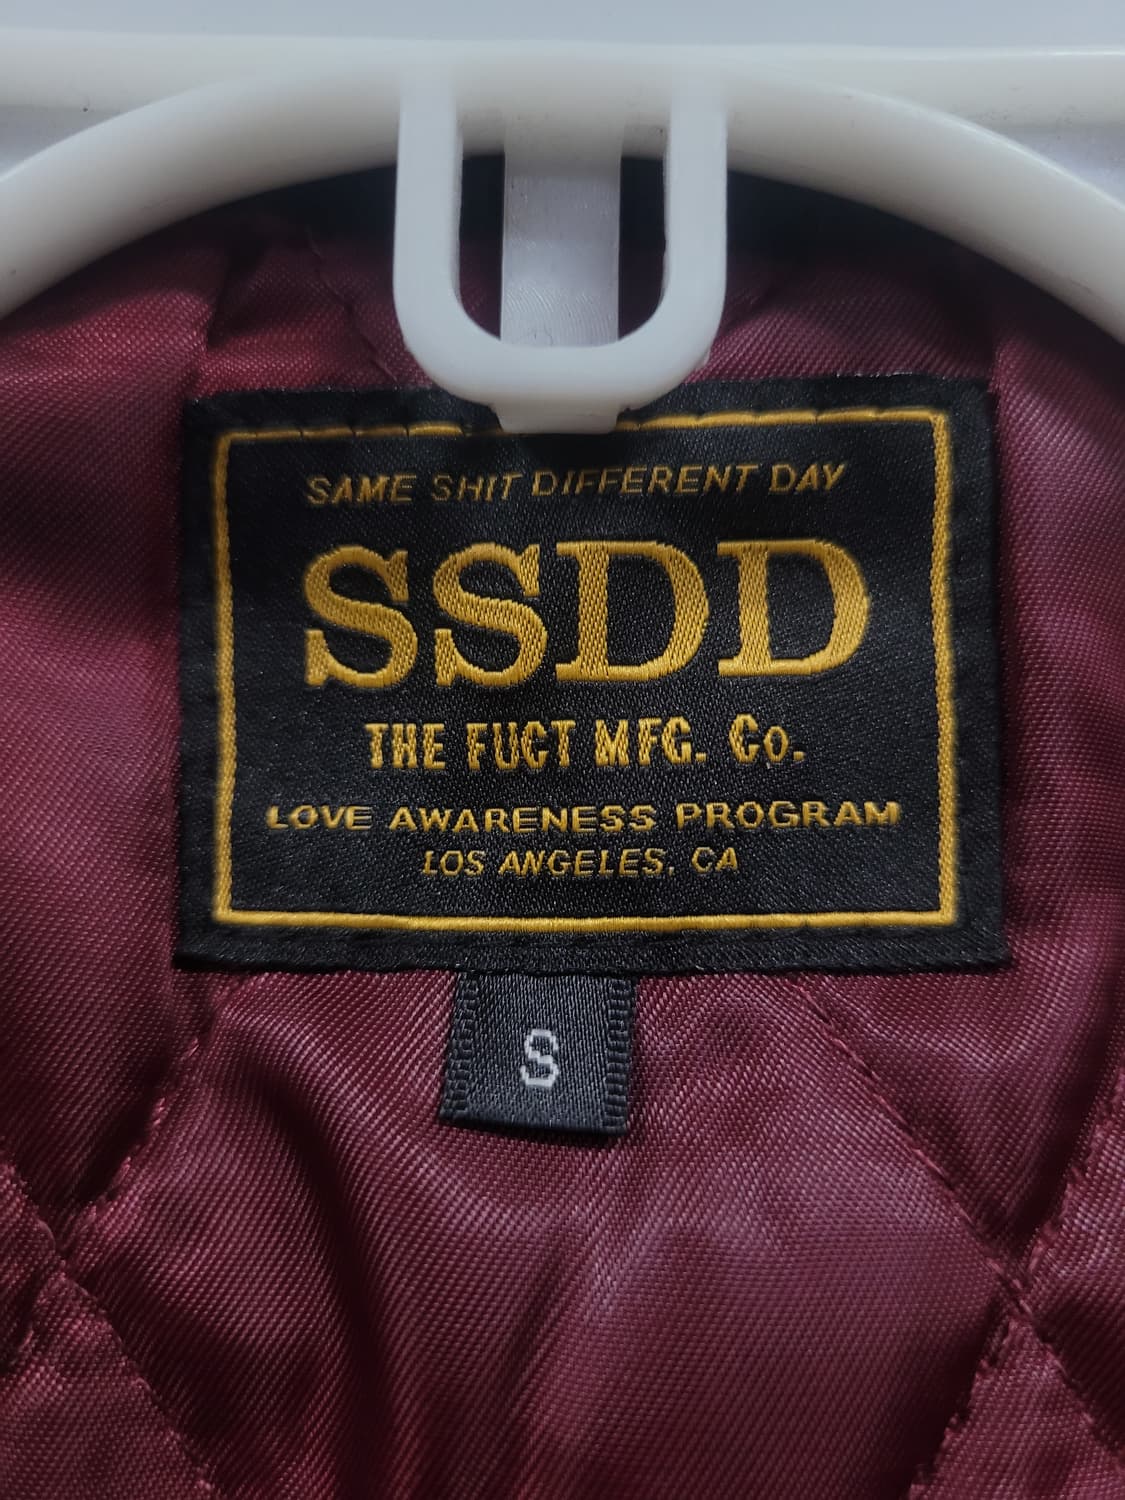 SAME SHIT DIFFERENT DAY
SSDD
THE FUCT MFG. Co.
LOVE AWARENESS PROGRAM
LOS ANGELES, CA
S